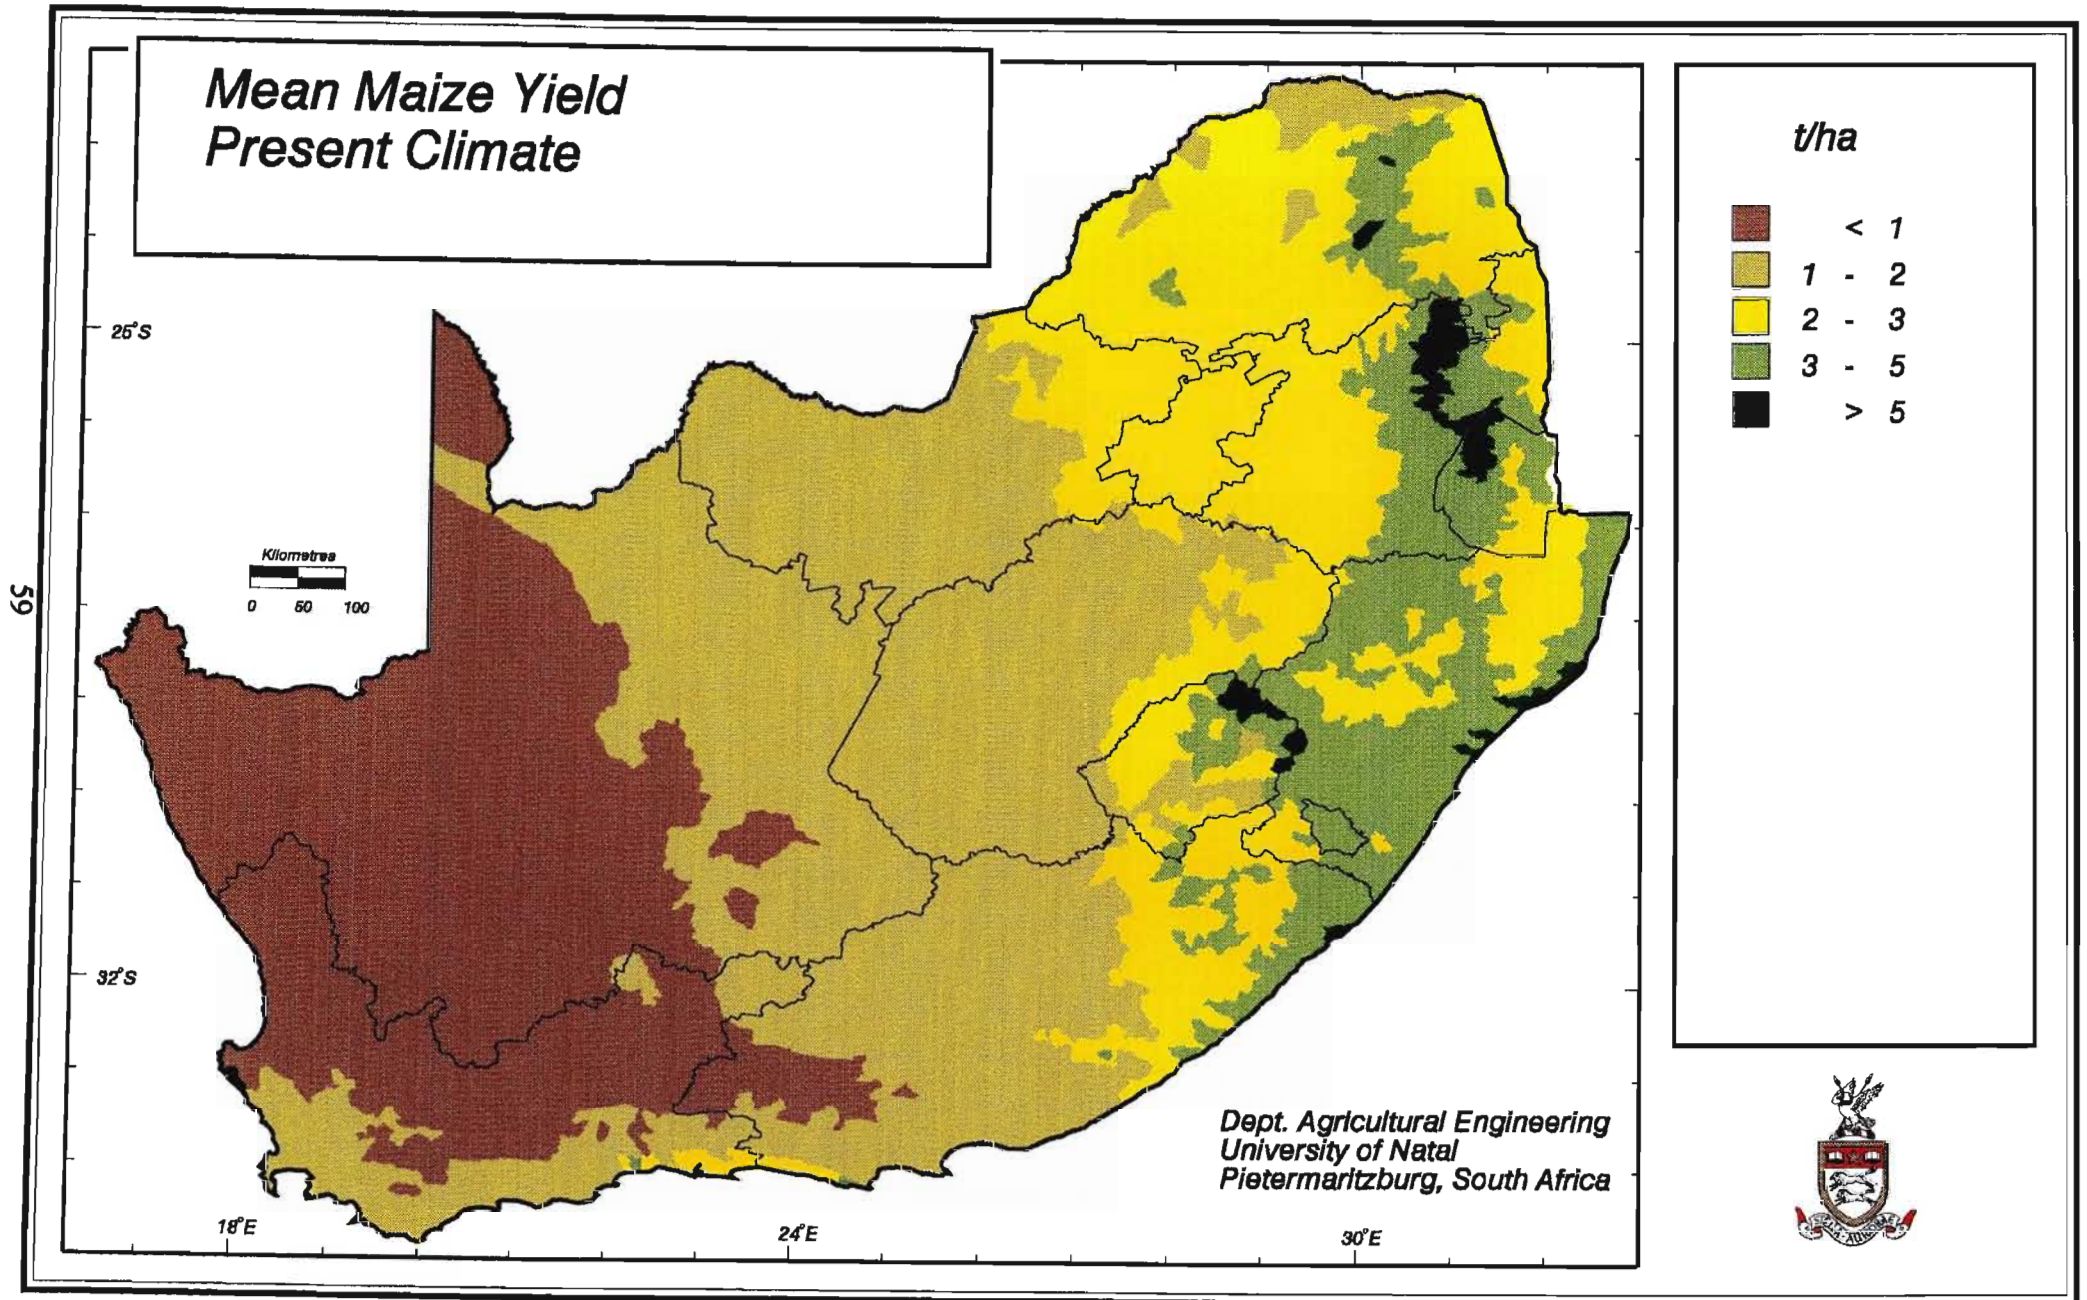 Mean Maize Yield
Present Climate
t/ha
< 1
1 - 2
2 - 3
3 - 5
> 5
25°S
Kilometres
0 50 100
59
32°S
Dept. Agricultural Engineering
University of Natal
Pietermaritzburg, South Africa
18°E
24°E
30°E